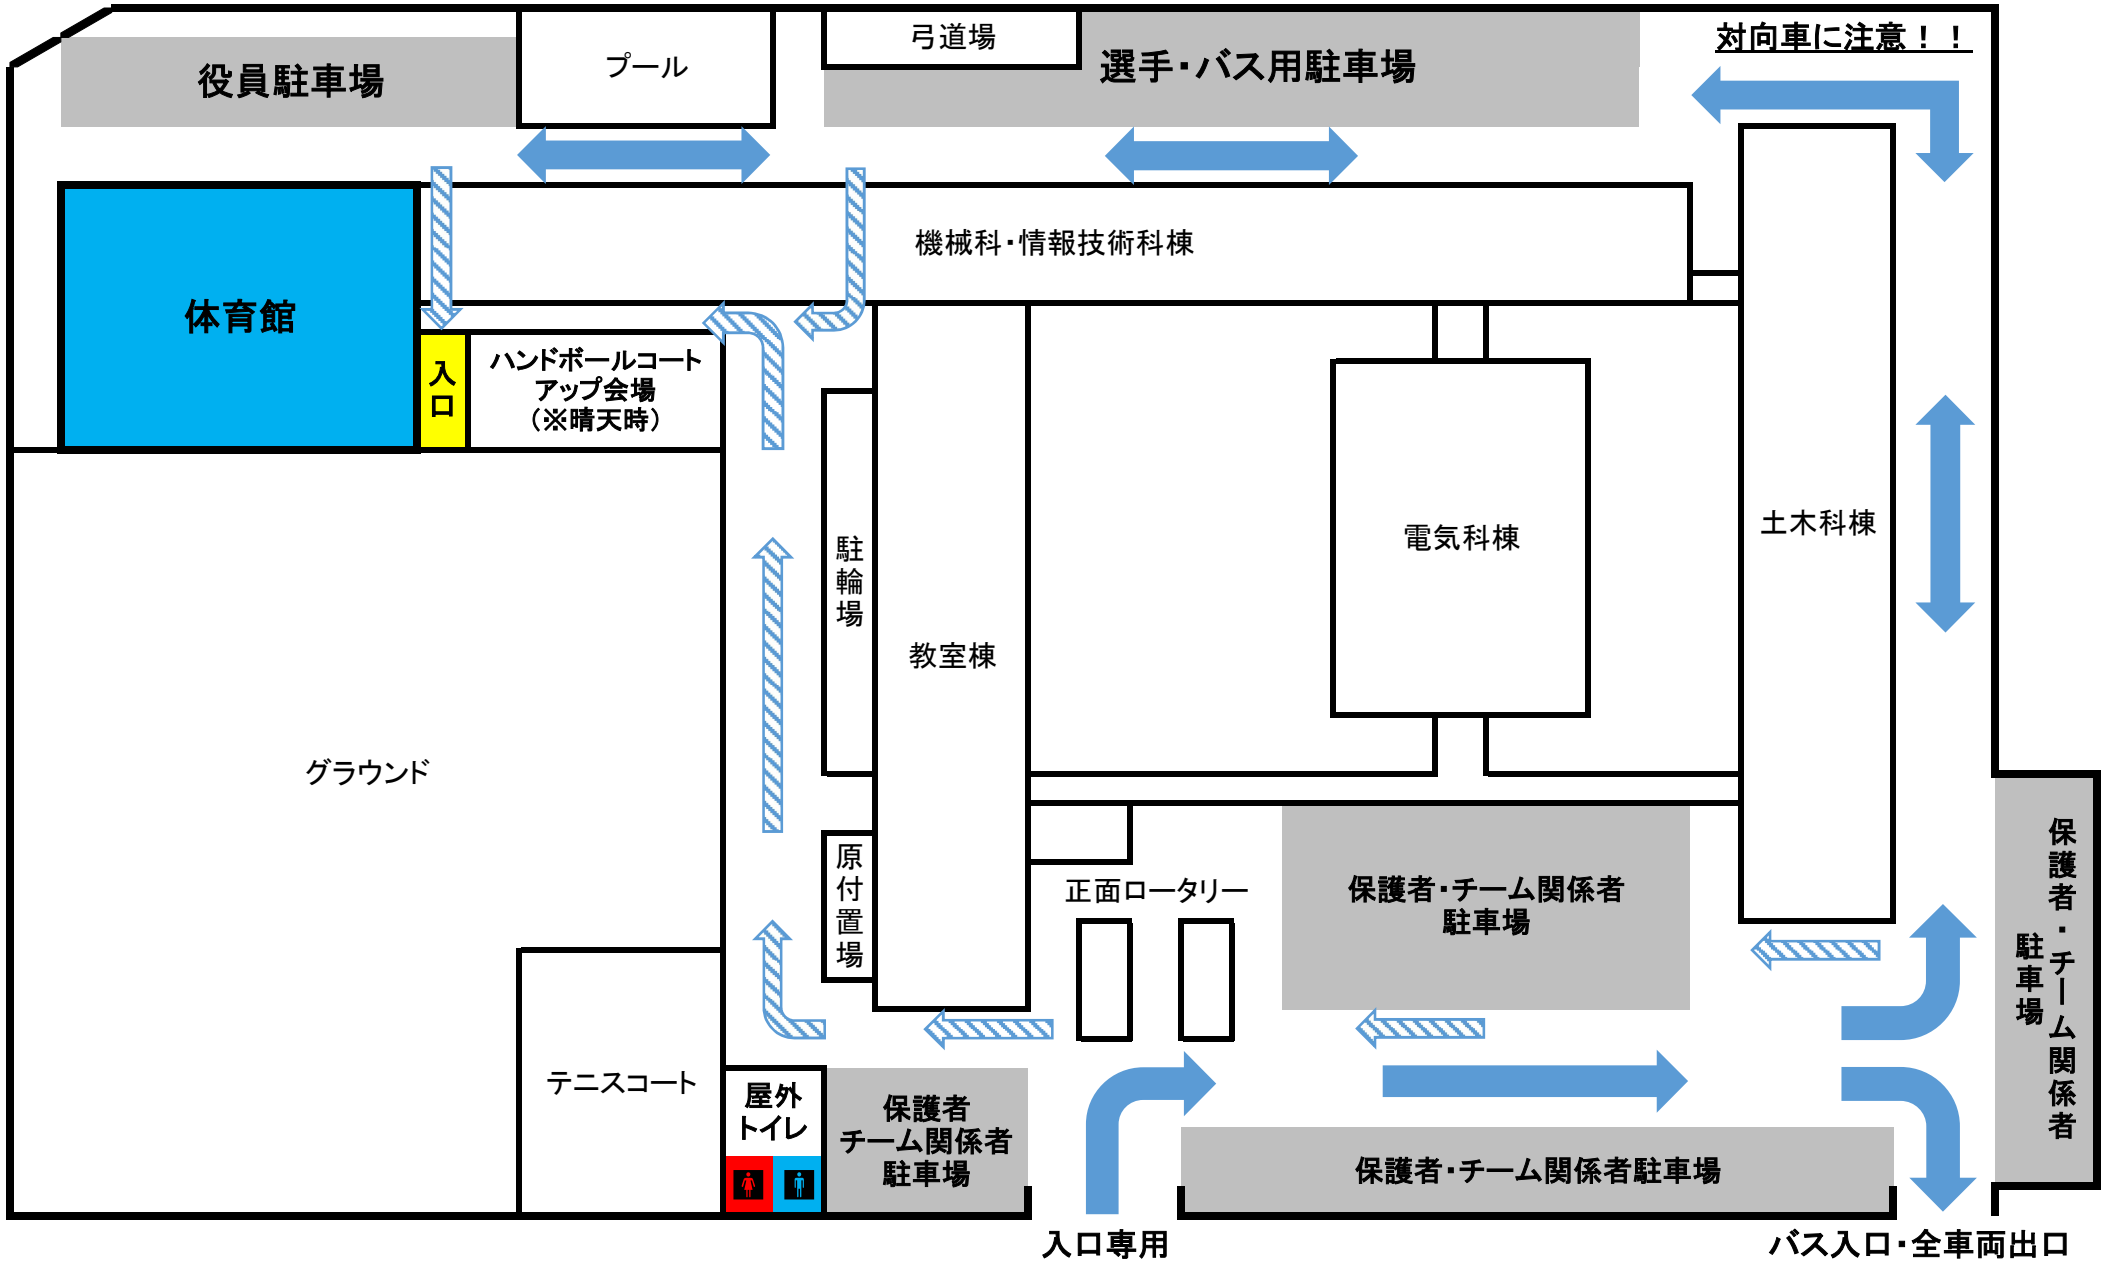 対向車に注意！！
弓道場
役員駐車場
プール
選手・バス用駐車場
機械科・情報技術科棟
体育館
入口
ハンドボールコート
アップ会場
（※晴天時）
駐輪場
電気科棟
土木科棟
教室棟
グラウンド
原付置場
正面ロータリー
保護者・チーム関係者
駐車場
保護者・チーム関係者
駐車場
テニスコート
屋外
トイレ
保護者
チーム関係者
駐車場
保護者・チーム関係者駐車場
入口専用
バス入口・全車両出口